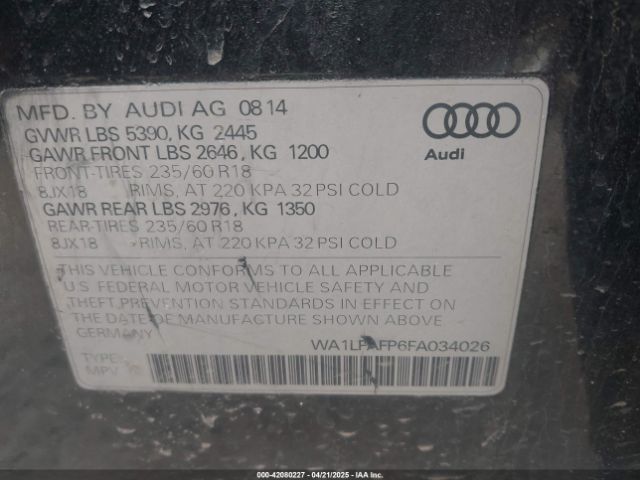 MFD. BY AUDI AG 08 14
GVWR LBS 5390, KG 2445
GAWR FRONT LBS 2646, KG 1200
FRONT-TIRES 235/60 R18
8JX18 RIMS, AT 220 KPA 32 PSI COLD
GAWR REAR LBS 2976, KG 1350
REAR-TIRES 235/60 R18
8JX18 RIMS, AT 220 KPA 32 PSI COLD
Audi
THIS VEHICLE CONFORMS TO ALL APPLICABLE
U.S. FEDERAL MOTOR VEHICLE SAFETY AND
THEFT PREVENTION STANDARDS IN EFFECT ON
THE DATE OF MANUFACTURE SHOWN ABOVE
GERMANY
WA1LFAFP6FA034026
TYPE:
MPV
000-42080227 - 04/21/2025 - Copyright © IAA, Inc.